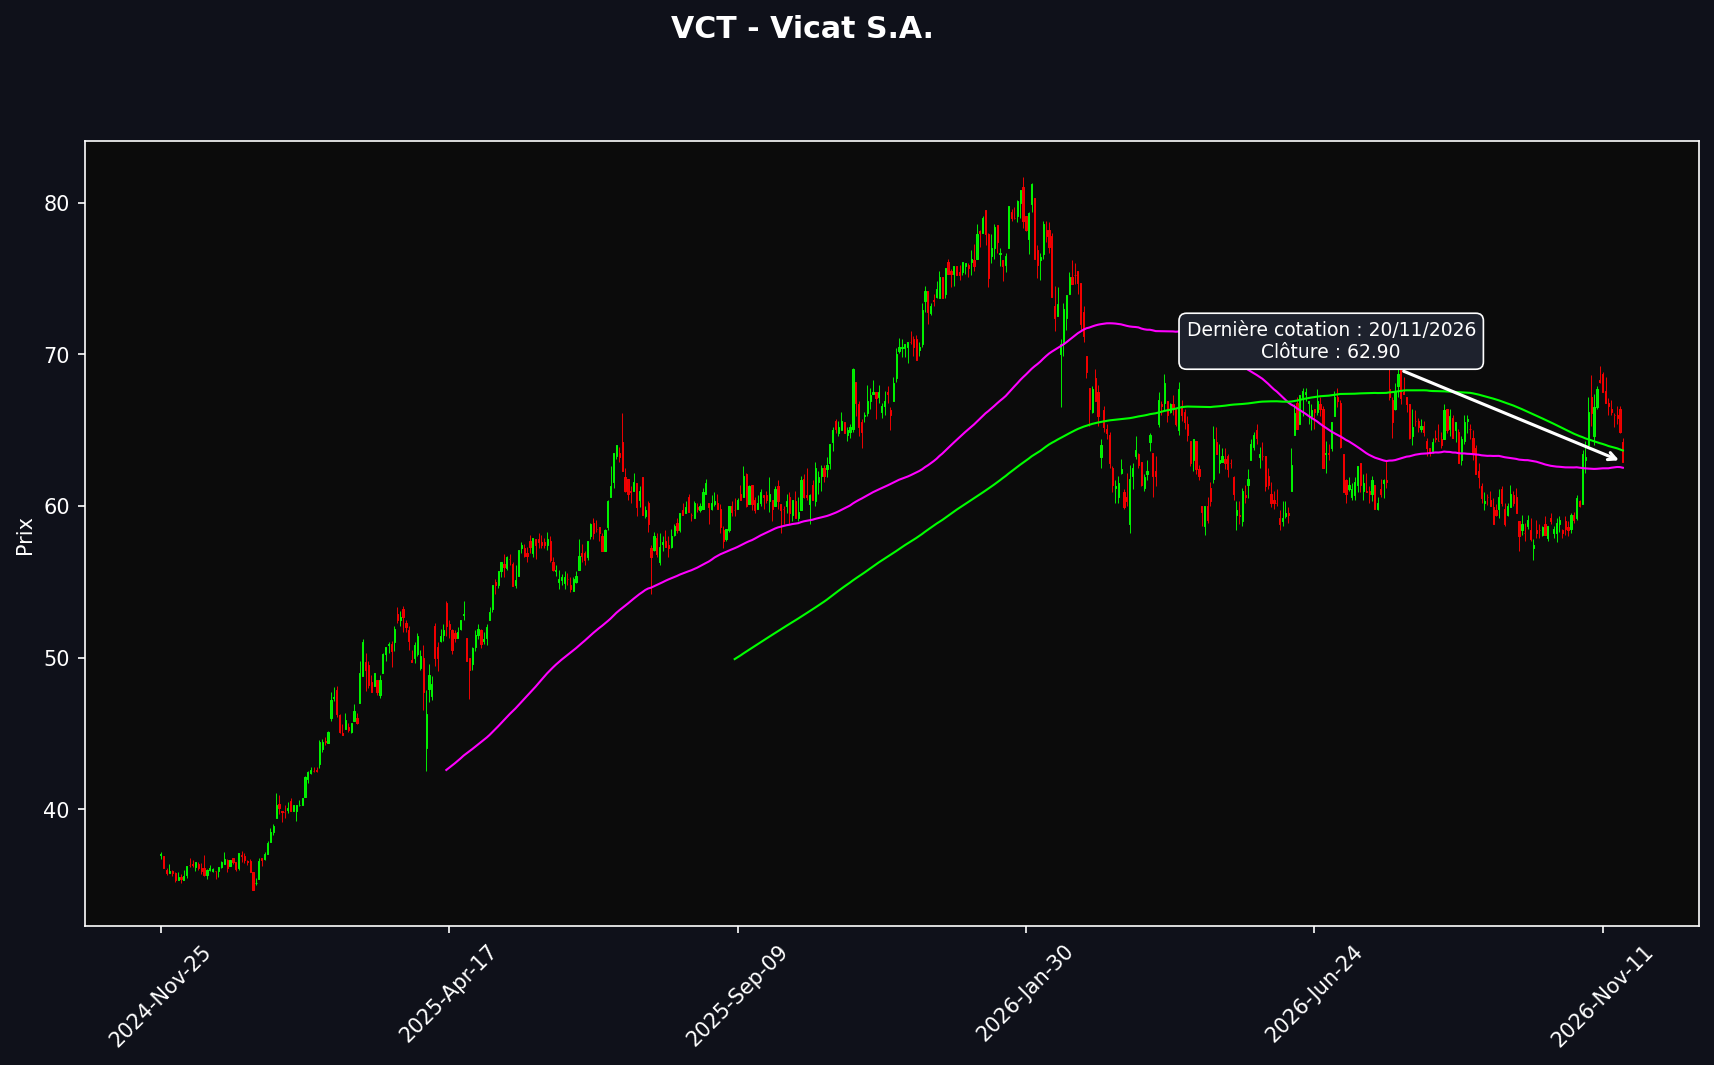 VCT - Vicat S.A.
80
70
60
50
40
Prix
Dernière cotation : 20/11/2026
Clôture : 62.90
2024-Nov-25
2025-Apr-17
2025-Sep-09
2026-Jan-30
2026-Jun-24
2026-Nov-11